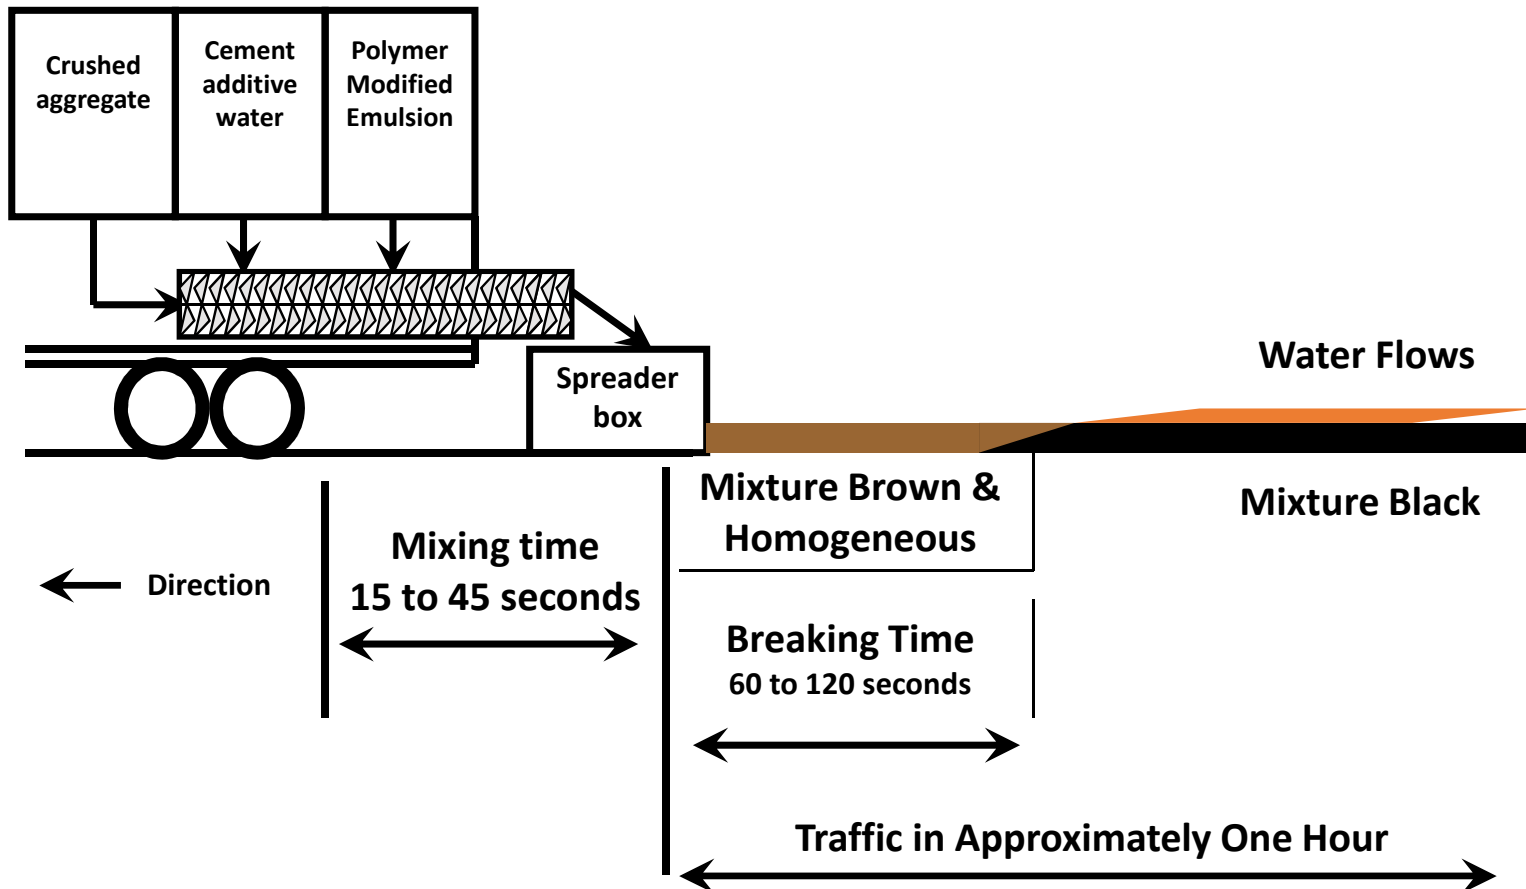 Crushed
aggregate
Cement
additive
water
Polymer
Modified
Emulsion
Spreader
box
Water Flows
Mixture Brown &
Homogeneous
Mixture Black
Mixing time
15 to 45 seconds
Direction
Breaking Time
60 to 120 seconds
Traffic in Approximately One Hour